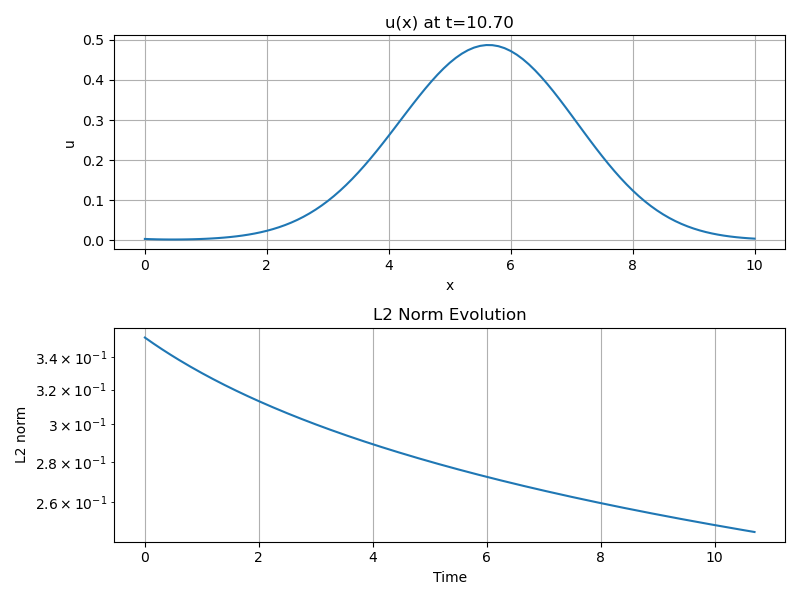 u(x) at t=10.70
u
0.5
0.4
0.3
0.2
0.1
0.0
0 2 4 6 8 10
x
L2 Norm Evolution
L2 norm
3.4 × 10⁻¹
3.2 × 10⁻¹
3 × 10⁻¹
2.8 × 10⁻¹
2.6 × 10⁻¹
0 2 4 6 8 10
Time